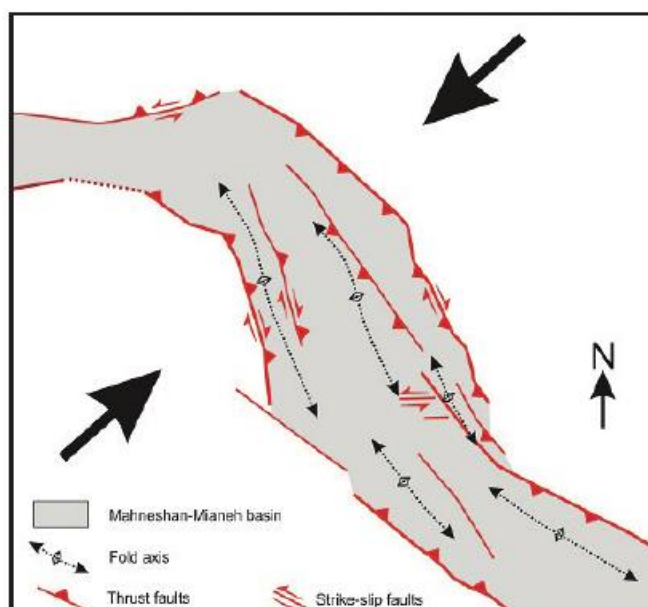 N
Mahneshan-Mianeh basin
Fold axis
Thrust faults Strike-slip faults